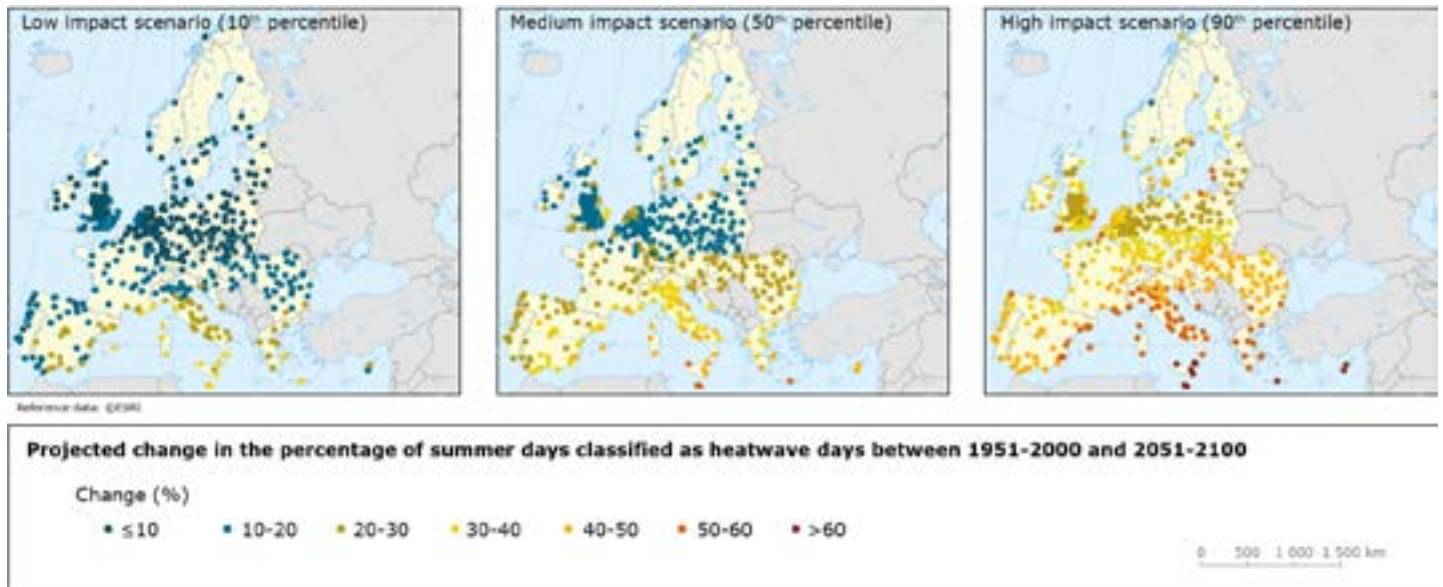 Low impact scenario (10th percentile)
Medium impact scenario (50th percentile)
High impact scenario (90th percentile)
Reference data: ©ESRI
Projected change in the percentage of summer days classified as heatwave days between 1951-2000 and 2051-2100
Change (%)
≤10 10-20 20-30 30-40 40-50 50-60 >60
0 500 1 000 1 500 km